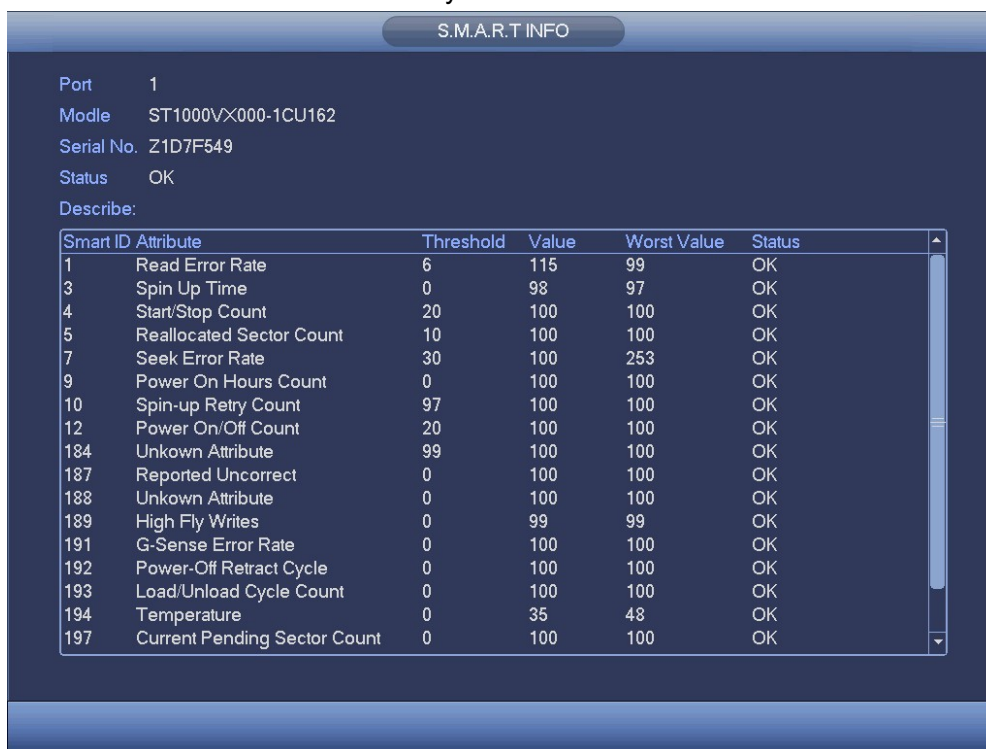 S.M.A.R.T INFO
Port 1
Modle ST1000VX000-1CU162
Serial No. Z1D7F549
Status OK
Describe:
Smart ID Attribute Threshold Value Worst Value Status
1 Read Error Rate 6 115 99 OK
3 Spin Up Time 0 98 97 OK
4 Start/Stop Count 20 100 100 OK
5 Reallocated Sector Count 10 100 100 OK
7 Seek Error Rate 30 100 253 OK
9 Power On Hours Count 0 100 100 OK
10 Spin-up Retry Count 97 100 100 OK
12 Power On/Off Count 20 100 100 OK
184 Unkown Attribute 99 100 100 OK
187 Reported Uncorrect 0 100 100 OK
188 Unkown Attribute 0 100 100 OK
189 High Fly Writes 0 99 99 OK
191 G-Sense Error Rate 0 100 100 OK
192 Power-Off Retract Cycle 0 100 100 OK
193 Load/Unload Cycle Count 0 100 100 OK
194 Temperature 0 35 48 OK
197 Current Pending Sector Count 0 100 100 OK